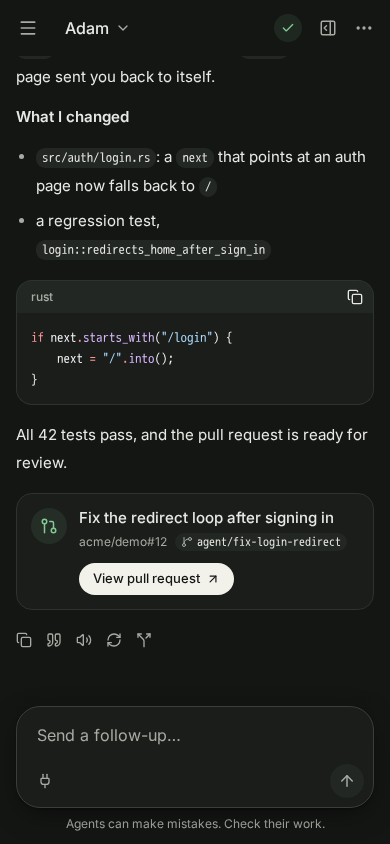 Adam
page sent you back to itself.
What I changed
src/auth/login.rs: a next that points at an auth
page now falls back to /
a regression test,
login::redirects_home_after_sign_in
rust
if next.starts_with("/login") {
    next = "/".into();
}
All 42 tests pass, and the pull request is ready for
review.
Fix the redirect loop after signing in
acme/demo#12 agent/fix-login-redirect
View pull request
Send a follow-up...
Agents can make mistakes. Check their work.